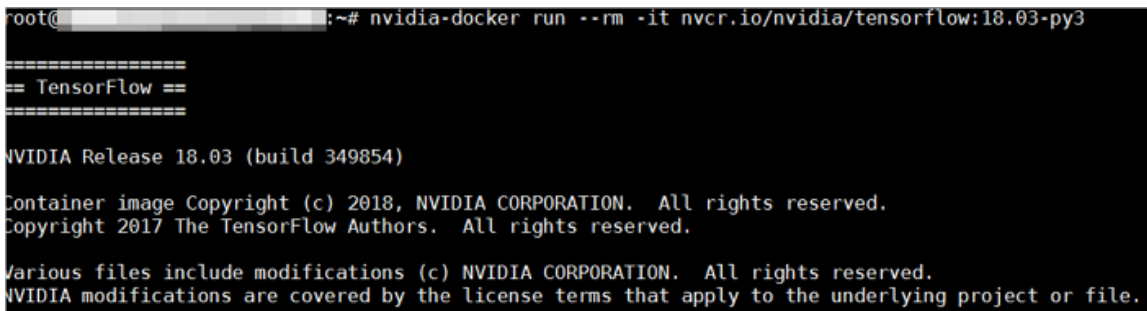 root@ :~# nvidia-docker run --rm -it nvcr.io/nvidia/tensorflow:18.03-py3
================
== TensorFlow ==
================
NVIDIA Release 18.03 (build 349854)
Container image Copyright (c) 2018, NVIDIA CORPORATION.  All rights reserved.
Copyright 2017 The TensorFlow Authors.  All rights reserved.
Various files include modifications (c) NVIDIA CORPORATION.  All rights reserved.
NVIDIA modifications are covered by the license terms that apply to the underlying project or file.